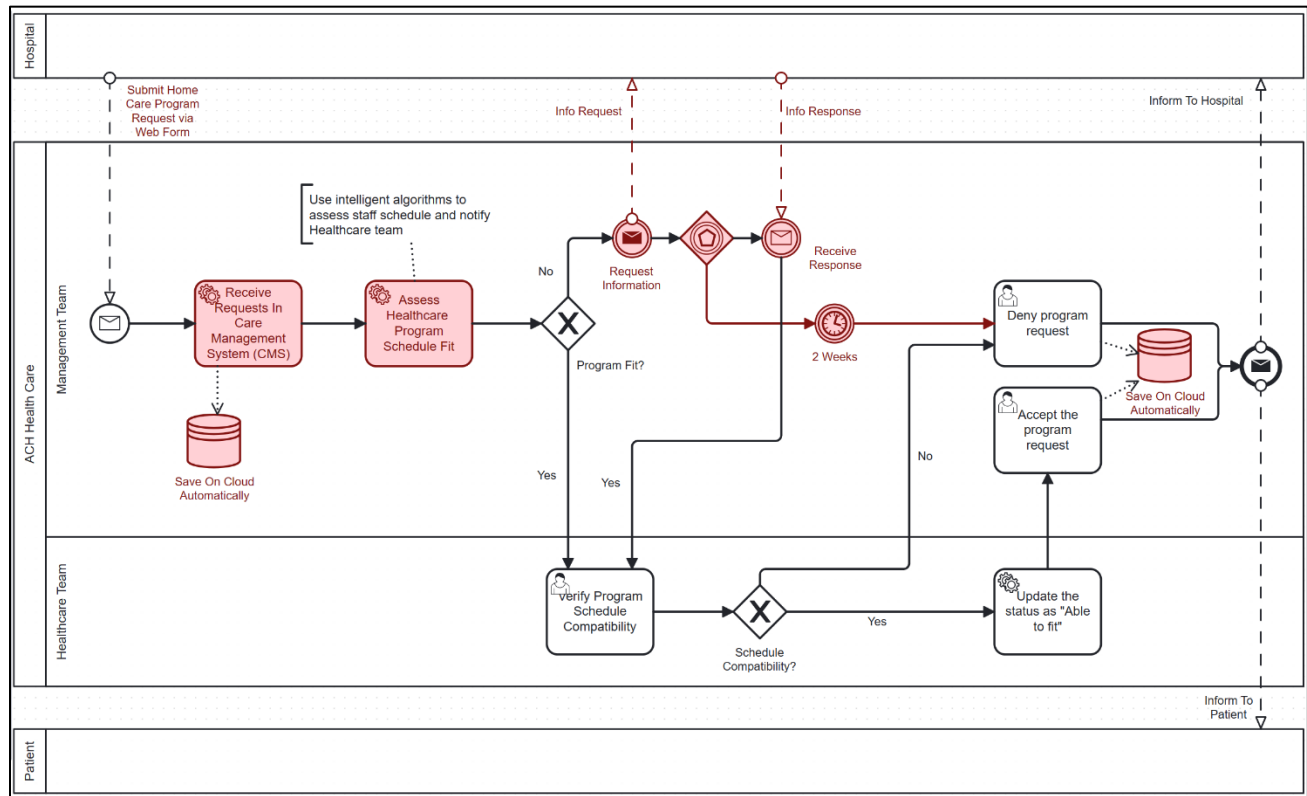 Hospital
Submit Home
Care Program
Request via
Web Form
Info Request
Info Response
Inform To Hospital
ACH Health Care
Management Team
Use intelligent algorithms to
assess staff schedule and notify
Healthcare team
No
Request
Information
Receive
Response
Receive
Requests In
Care
Management
System (CMS)
Assess
Healthcare
Program
Schedule Fit
Program Fit?
2 Weeks
Deny program
request
Save On Cloud
Automatically
Accept the
program
request
Save On Cloud
Automatically
Yes
Yes
No
Healthcare Team
Verify Program
Schedule
Compatibility
Schedule
Compatibility?
Yes
Update the
status as "Able
to fit"
Inform To
Patient
Patient